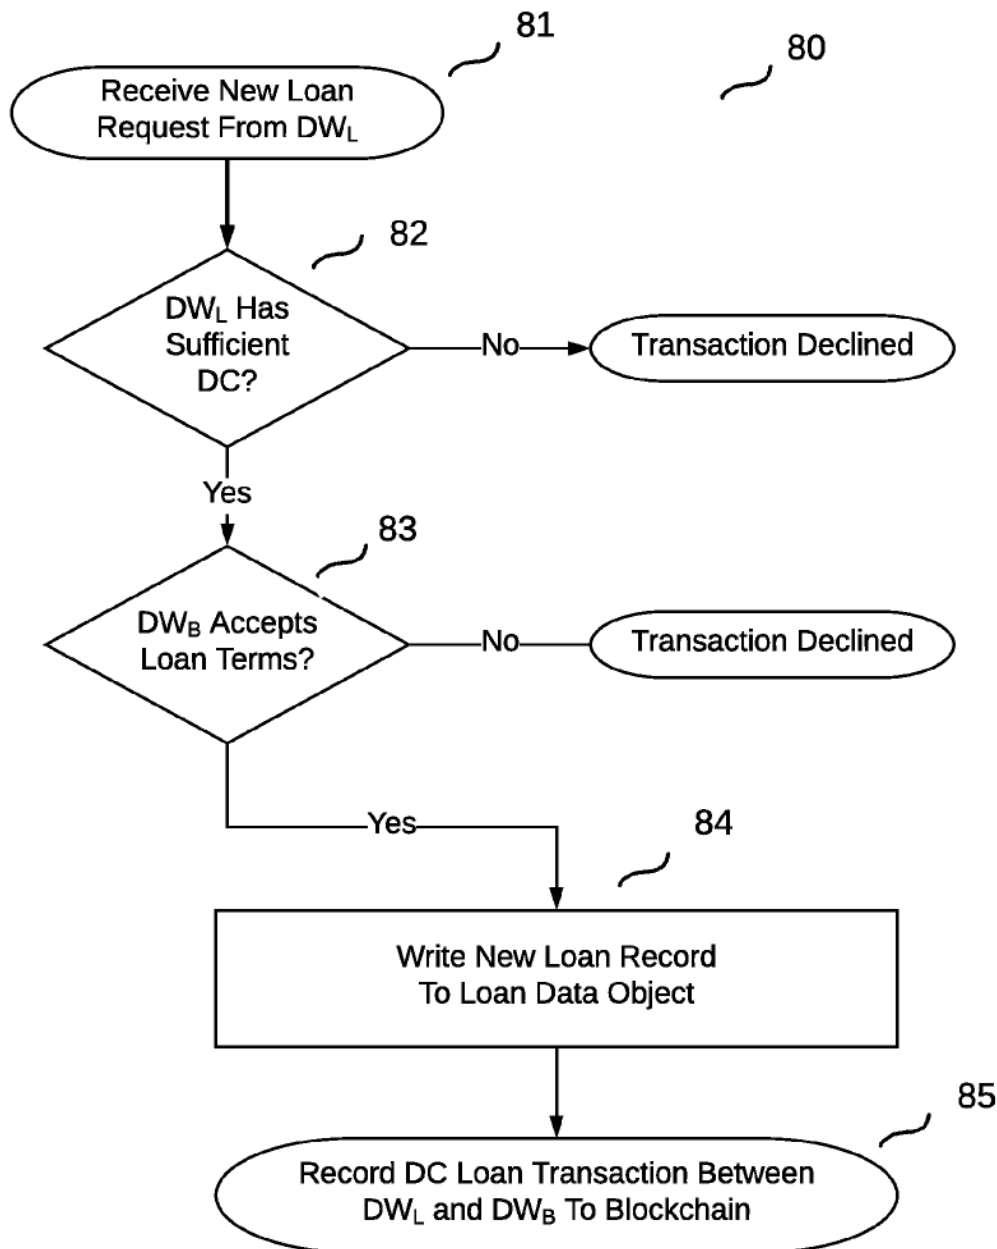 81
80
Receive New Loan
Request From DWL
82
DWL Has
Sufficient
DC?
No
Transaction Declined
Yes
83
DWB Accepts
Loan Terms?
No
Transaction Declined
Yes
84
Write New Loan Record
To Loan Data Object
85
Record DC Loan Transaction Between
DWL and DWB To Blockchain